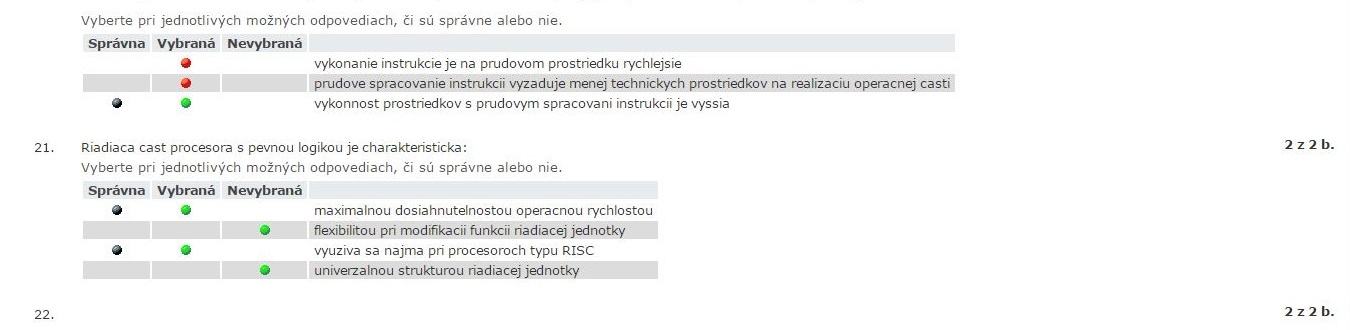 Vyberte pri jednotlivých možných odpovediach, či sú správne alebo nie.
Správna Vybraná Nevybraná
vykonanie instrukcie je na prudovom prostriedku rychlejsie
prudove spracovanie instrukcii vyzaduje menej technickych prostriedkov na realizaciu operacnej casti
vykonnost prostriedkov s prudovym spracovani instrukcii je vyssia
21. Riadiaca cast procesora s pevnou logikou je charakteristicka: 2 z 2 b.
Vyberte pri jednotlivých možných odpovediach, či sú správne alebo nie.
Správna Vybraná Nevybraná
maximalnou dosiahnutelnostou operacnou rychlostou
flexibilitou pri modifikacii funkcii riadiacej jednotky
vyuziva sa najma pri procesoroch typu RISC
univerzalnou strukturou riadiacej jednotky
22. 2 z 2 b.